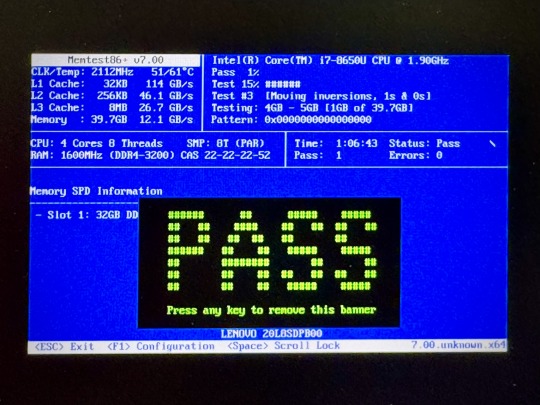 Memtest86+ v7.00
Intel(R) Core(TM) i7-8650U CPU @ 1.90GHz
CLK/Temp: 2112MHz 51/61°C
Pass 1%
L1 Cache: 32KB 114 GB/s
Test 15% ######
L2 Cache: 256KB 46.1 GB/s
Test #3 [Moving inversions, 1s & 0s]
L3 Cache: 8MB 26.7 GB/s
Testing: 4GB - 5GB [1GB of 39.7GB]
Memory : 39.7GB 12.1 GB/s
Pattern: 0x0000000000000000
CPU: 4 Cores 8 Threads SMP: 8T (PAR)
Time: 1:06:43 Status: Pass \
RAM: 1600MHz (DDR4-3200) CAS 22-22-22-52
Pass: 1 Errors: 0
Memory SPD Information
- Slot 1: 32GB DD
PASS
Press any key to remove this banner
LENOVO 20L8SDPB00
<ESC> Exit <F1> Configuration <Space> Scroll Lock 7.00.unknown.x64